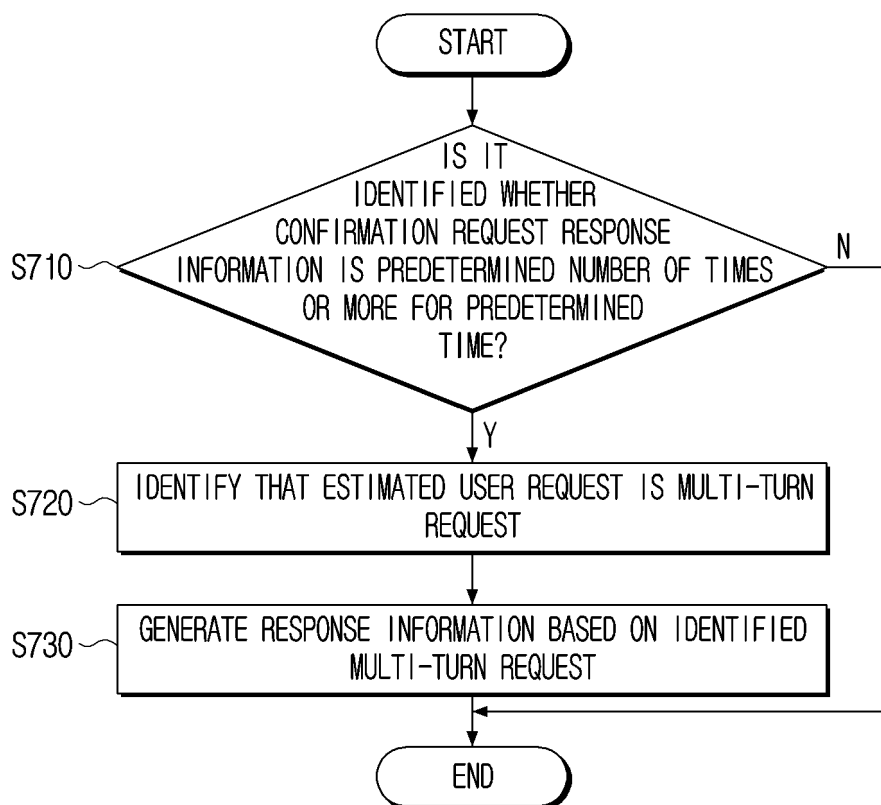 START
IS IT
IDENTIFIED WHETHER
CONFIRMATION REQUEST RESPONSE
INFORMATION IS PREDETERMINED NUMBER OF TIMES
OR MORE FOR PREDETERMINED
TIME?
S710
N
Y
S720
IDENTIFY THAT ESTIMATED USER REQUEST IS MULTI-TURN
REQUEST
S730
GENERATE RESPONSE INFORMATION BASED ON IDENTIFIED
MULTI-TURN REQUEST
END